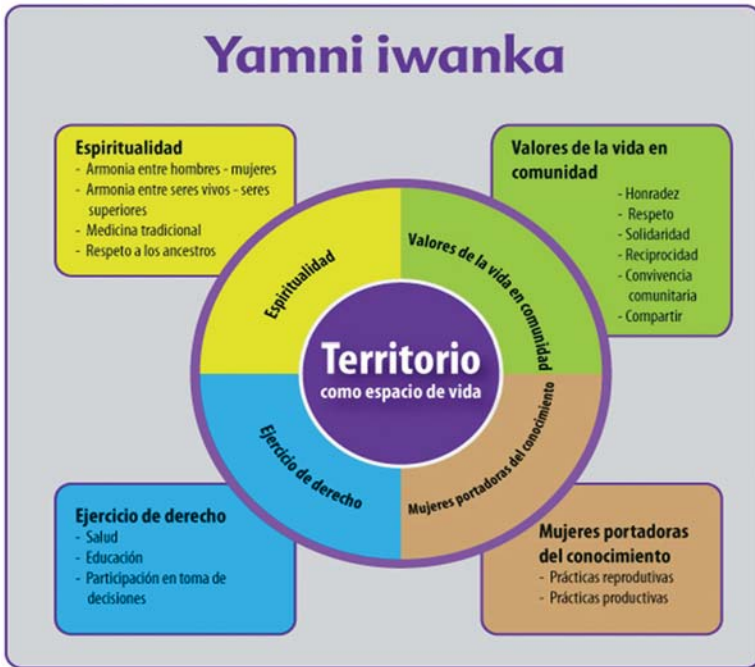 Yamni iwanka
Espiritualidad
- Armonia entre hombres - mujeres
- Armonia entre seres vivos - seres
superiores
- Medicina tradicional
- Respeto a los ancestros
Valores de la vida en
comunidad
- Honradez
- Respeto
- Solidaridad
- Reciprocidad
- Convivencia
comunitaria
- Compartir
Espiritualidad
Valores de la vida en comunidad
Territorio
como espacio de vida
Ejercicio de derecho
Mujeres portadoras del conocimiento
Ejercicio de derecho
- Salud
- Educación
- Participación en toma de
decisiones
Mujeres portadoras
del conocimiento
- Prácticas reprodutivas
- Prácticas productivas